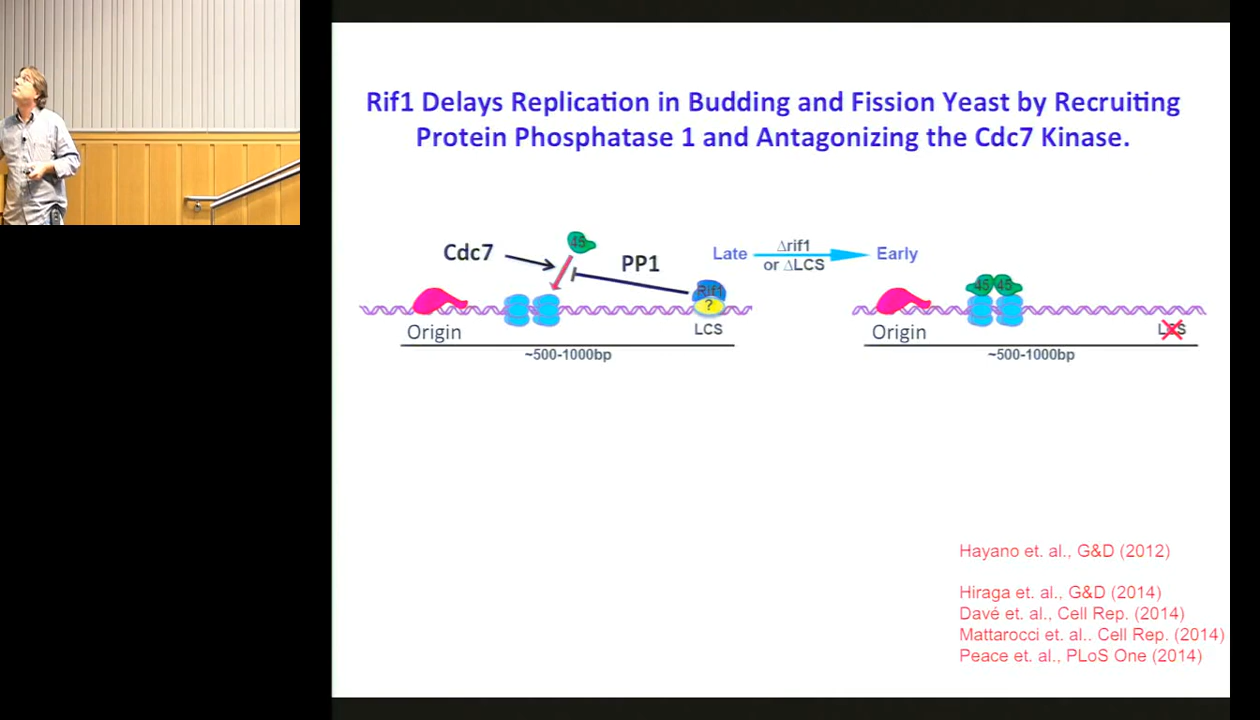 Rif1 Delays Replication in Budding and Fission Yeast by Recruiting
Protein Phosphatase 1 and Antagonizing the Cdc7 Kinase.
Cdc7
45
PP1
Rif1
?
Origin
LCS
~500-1000bp
Late
Δrif1
or ΔLCS
Early
45 45
Origin
LCS
~500-1000bp
Hayano et. al., G&D (2012)
Hiraga et. al., G&D (2014)
Davé et. al., Cell Rep. (2014)
Mattarocci et. al.. Cell Rep. (2014)
Peace et. al., PLoS One (2014)